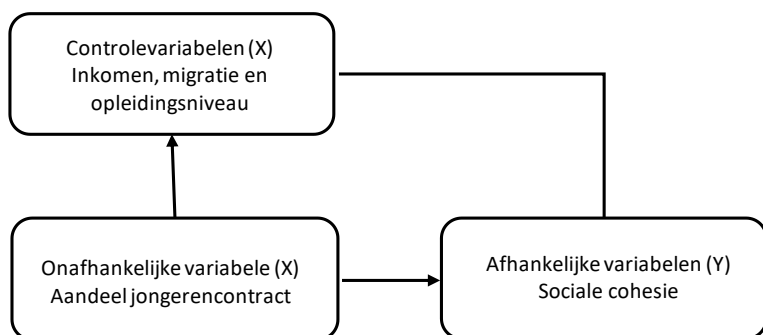 Controlevariabelen (X)
Inkomen, migratie en
opleidingsniveau
Onafhankelijke variabele (X)
Aandeel jongerencontract
Afhankelijke variabelen (Y)
Sociale cohesie